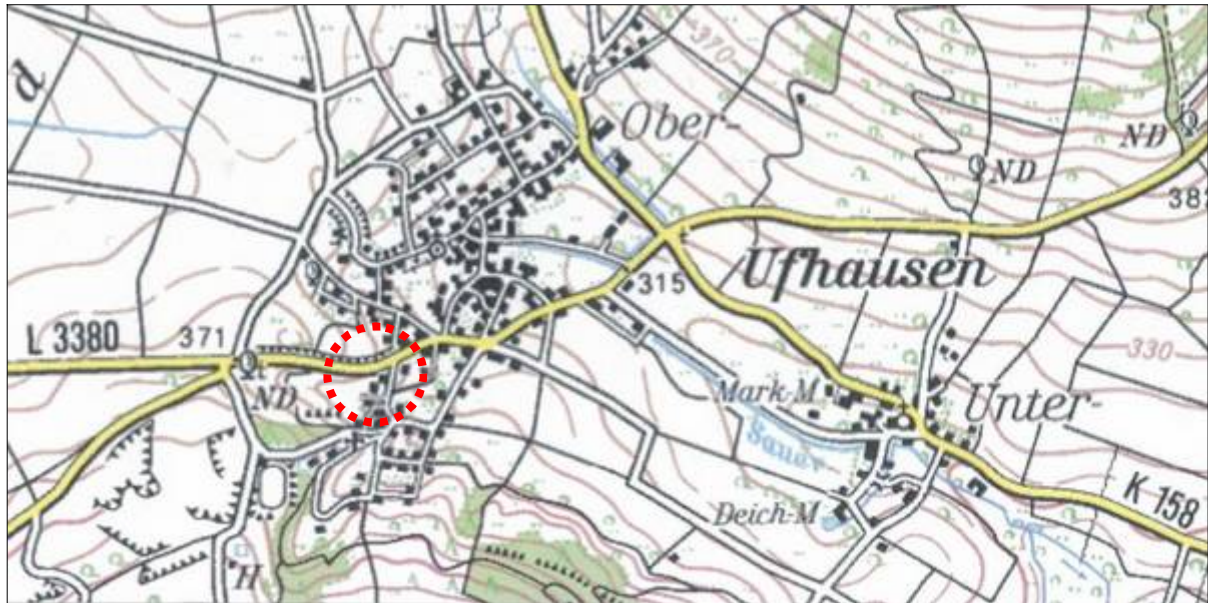 d
370
Ober-
ND
ND
382
Ufhausen
315
371
L 3380
330
ND
Mark-M
Unter-
Sauer
Deich-M
K 158
H